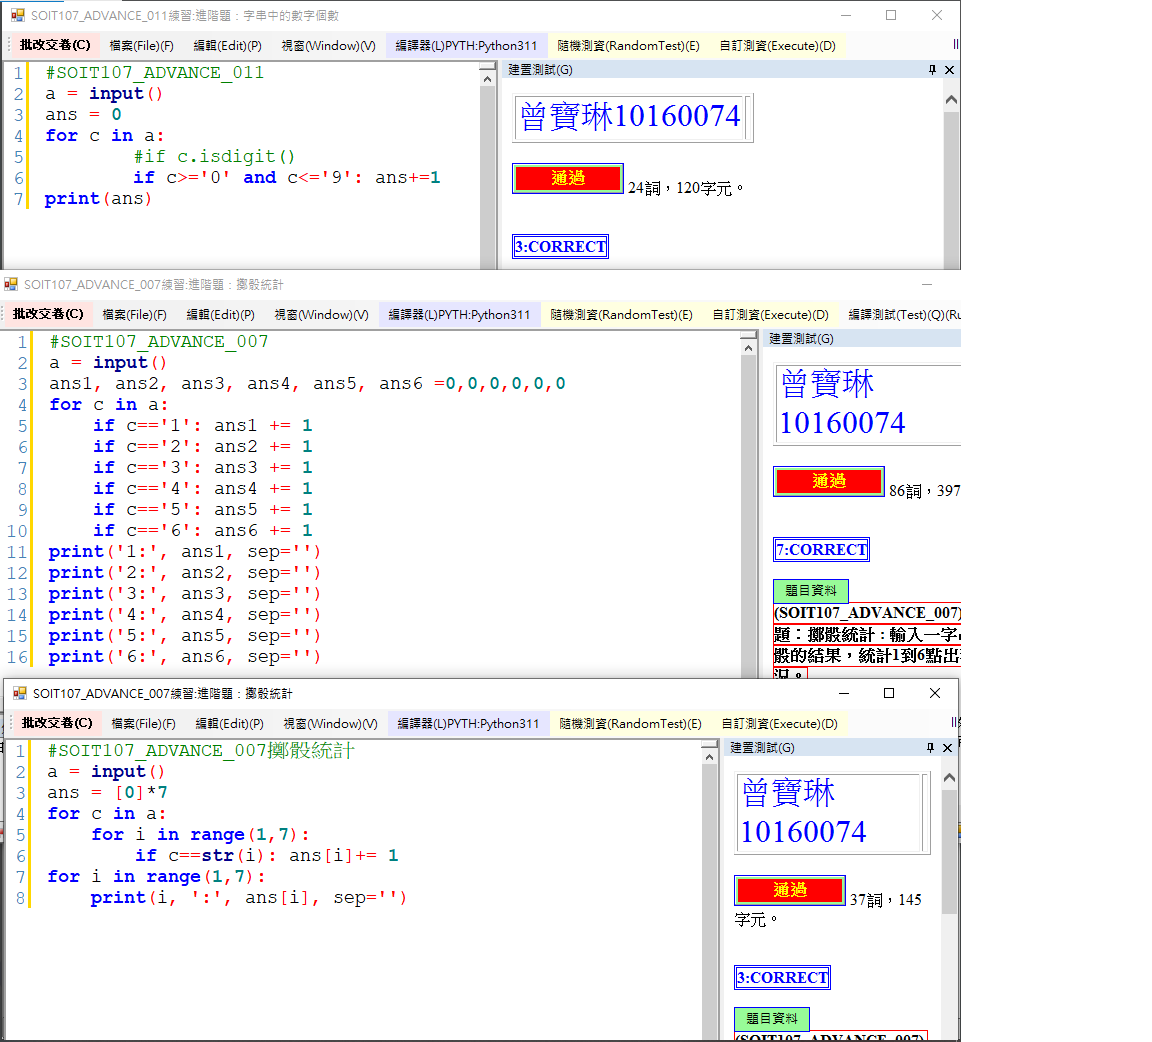 SOIT107_ADVANCE_011練習:進階題：字串中的數字個數
批改交卷(C) 檔案(File)(F) 編輯(Edit)(P) 視窗(Window)(V) 編譯器(L)PYTH:Python311 隨機測資(RandomTest)(E) 自訂測資(Execute)(D)
1 #SOIT107_ADVANCE_011
2 a = input()
3 ans = 0
4 for c in a:
5 #if c.isdigit()
6 if c>='0' and c<='9': ans+=1
7 print(ans)
建置測試(G)
曾寶琳10160074
通過 24詞，120字元。
3:CORRECT
SOIT107_ADVANCE_007練習:進階題：擲骰統計
批改交卷(C) 檔案(File)(F) 編輯(Edit)(P) 視窗(Window)(V) 編譯器(L)PYTH:Python311 隨機測資(RandomTest)(E) 自訂測資(Execute)(D) 編譯測試(Test)(Q)(Ru
1 #SOIT107_ADVANCE_007
2 a = input()
3 ans1, ans2, ans3, ans4, ans5, ans6 =0,0,0,0,0,0
4 for c in a:
5 if c=='1': ans1 += 1
6 if c=='2': ans2 += 1
7 if c=='3': ans3 += 1
8 if c=='4': ans4 += 1
9 if c=='5': ans5 += 1
10 if c=='6': ans6 += 1
11 print('1:', ans1, sep='')
12 print('2:', ans2, sep='')
13 print('3:', ans3, sep='')
14 print('4:', ans4, sep='')
15 print('5:', ans5, sep='')
16 print('6:', ans6, sep='')
建置測試(G)
曾寶琳
10160074
通過 86詞，397
7:CORRECT
題目資料
(SOIT107_ADVANCE_007)
題：擲骰統計：輸入一字
骰的結果，統計1到6點出
況。
SOIT107_ADVANCE_007練習:進階題：擲骰統計
批改交卷(C) 檔案(File)(F) 編輯(Edit)(P) 視窗(Window)(V) 編譯器(L)PYTH:Python311 隨機測資(RandomTest)(E) 自訂測資(Execute)(D)
1 #SOIT107_ADVANCE_007擲骰統計
2 a = input()
3 ans = [0]*7
4 for c in a:
5 for i in range(1,7):
6 if c==str(i): ans[i]+= 1
7 for i in range(1,7):
8 print(i, ':', ans[i], sep='')
建置測試(G)
曾寶琳
10160074
通過 37詞，145
字元。
3:CORRECT
題目資料
(SOIT107_ADVANCE_007)